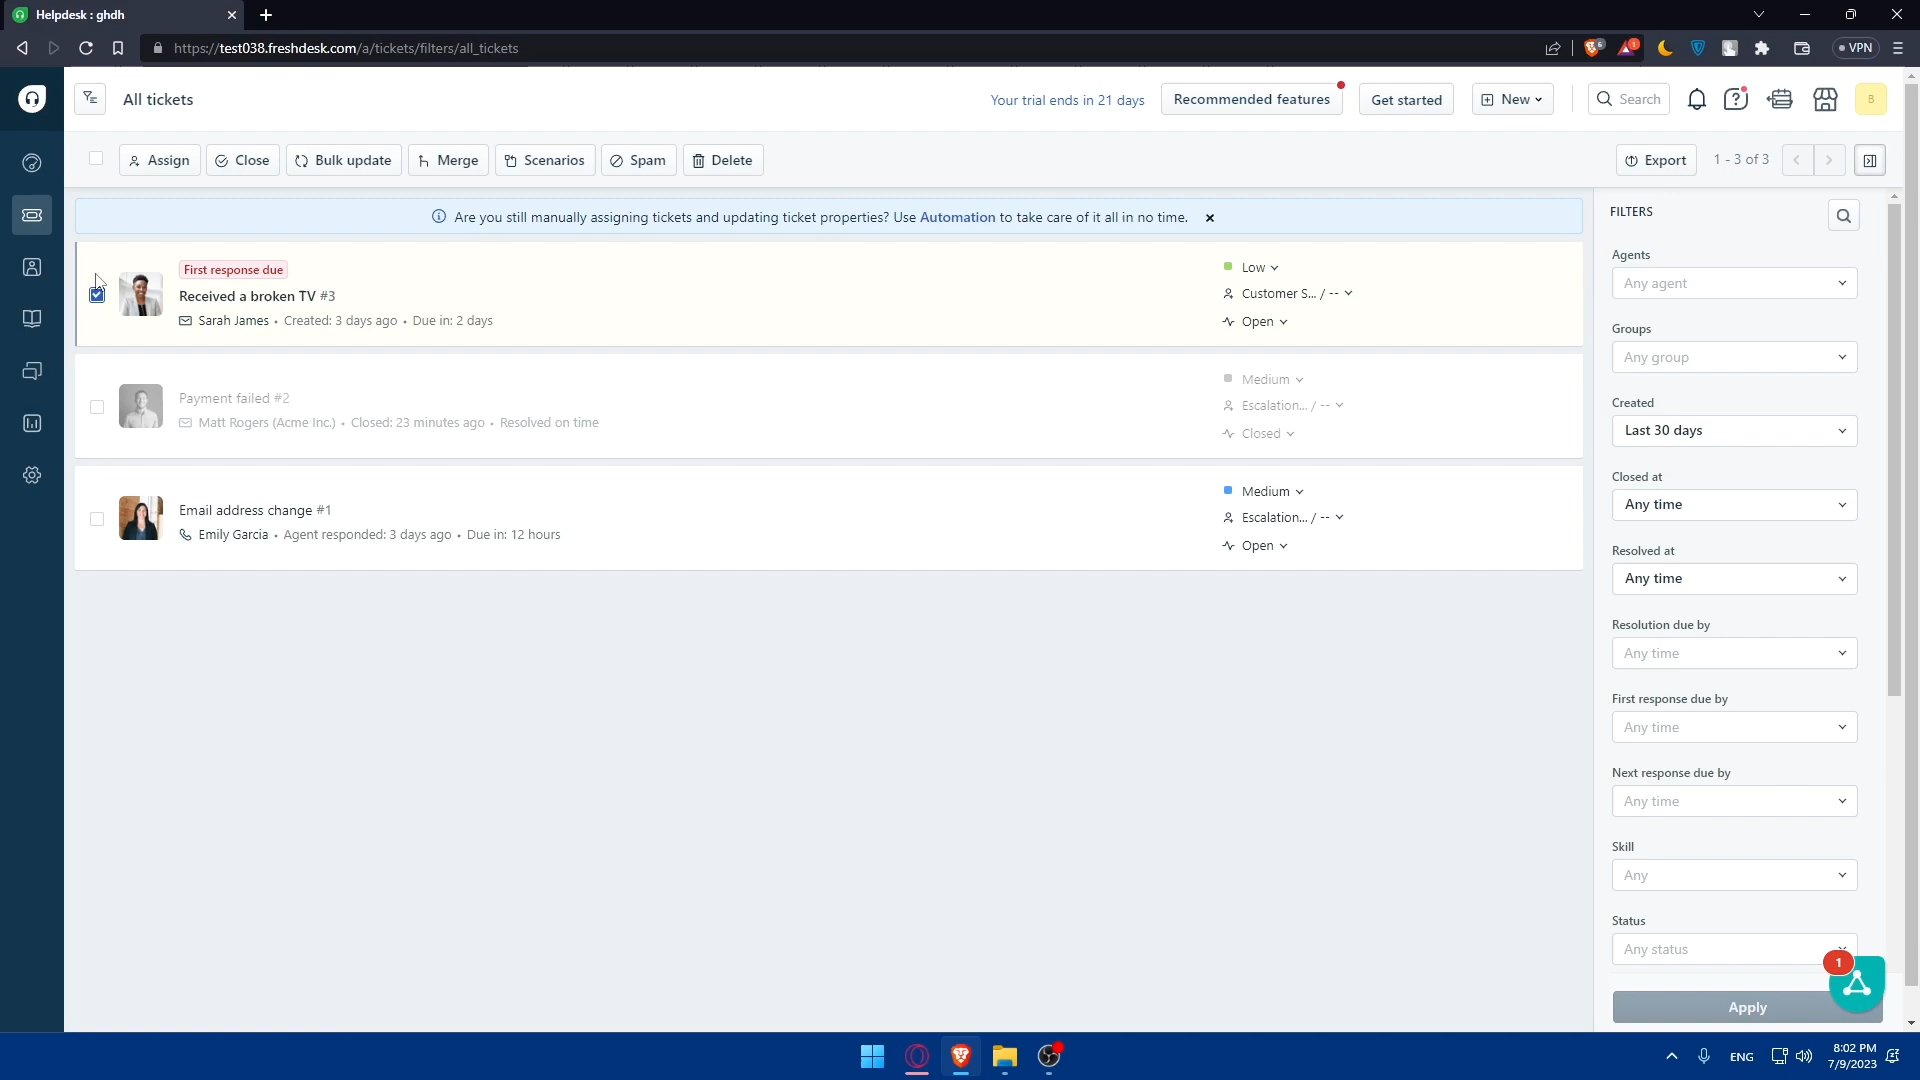 Helpdesk : ghdh
https://test038.freshdesk.com/a/tickets/filters/all_tickets
6
1
VPN
All tickets
Your trial ends in 21 days
Recommended features
Get started
New
Search
B
Assign
Close
Bulk update
Merge
Scenarios
Spam
Delete
Export
1 - 3 of 3
Are you still manually assigning tickets and updating ticket properties? Use Automation to take care of it all in no time.
First response due
Received a broken TV #3
Sarah James • Created: 3 days ago • Due in: 2 days
Low
Customer S... / --
Open
Payment failed #2
Matt Rogers (Acme Inc.) • Closed: 23 minutes ago • Resolved on time
Medium
Escalation... / --
Closed
Email address change #1
Emily Garcia • Agent responded: 3 days ago • Due in: 12 hours
Medium
Escalation... / --
Open
FILTERS
Agents
Any agent
Groups
Any group
Created
Last 30 days
Closed at
Any time
Resolved at
Any time
Resolution due by
Any time
First response due by
Any time
Next response due by
Any time
Skill
Any
Status
Any status
1
Apply
ENG
8:02 PM
7/9/2023